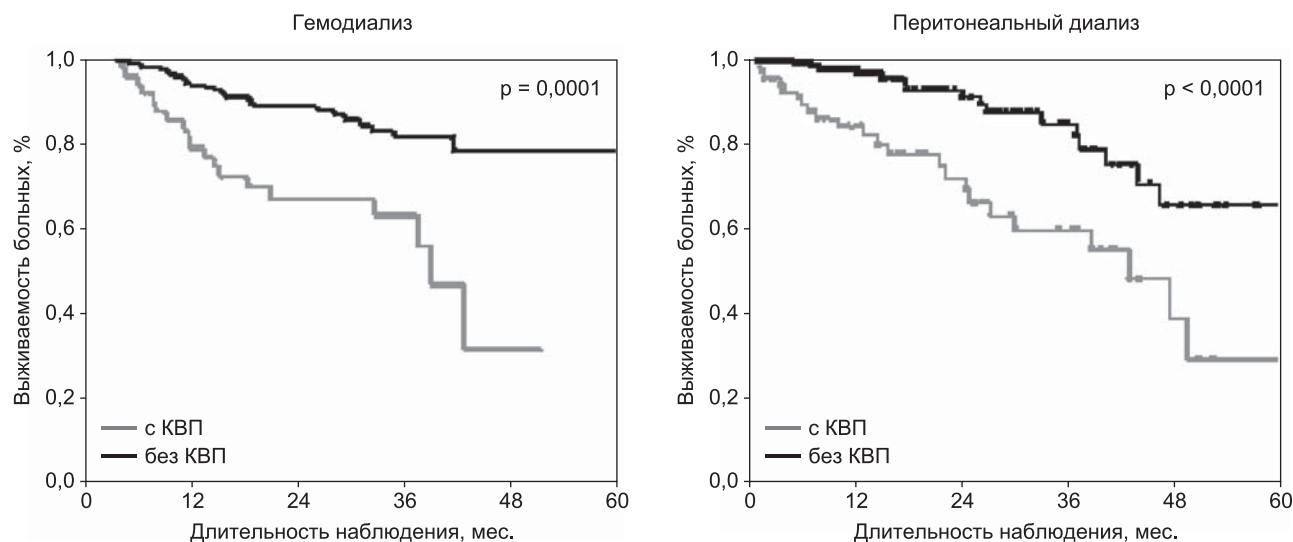 Гемодиализ
Выживаемость больных, %
1,0
0,8
0,6
0,4
0,2
0,0
p = 0,0001
с КВП
без КВП
0 12 24 36 48 60
Длительность наблюдения, мес.
Перитонеальный диализ
Выживаемость больных, %
1,0
0,8
0,6
0,4
0,2
0,0
p < 0,0001
с КВП
без КВП
0 12 24 36 48 60
Длительность наблюдения, мес.